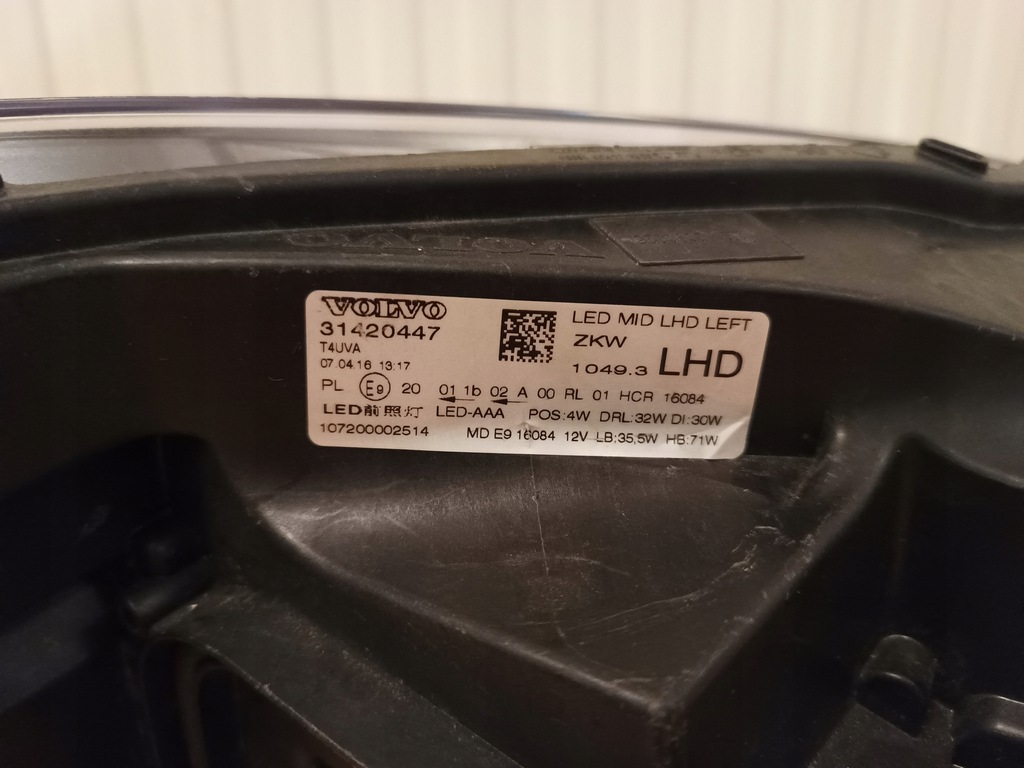 VOLVO
VOLVO
31420447
T4UVA
07.04.16 13:17
LED MID LHD LEFT
ZKW
1049.3 LHD
PL E9 20 01 1b 02 A 00 RL 01 HCR 16084
LED前照灯 LED-AAA POS:4W DRL:32W DI:30W
107200002514 MD E9 16084 12V LB:35,5W HB:71W